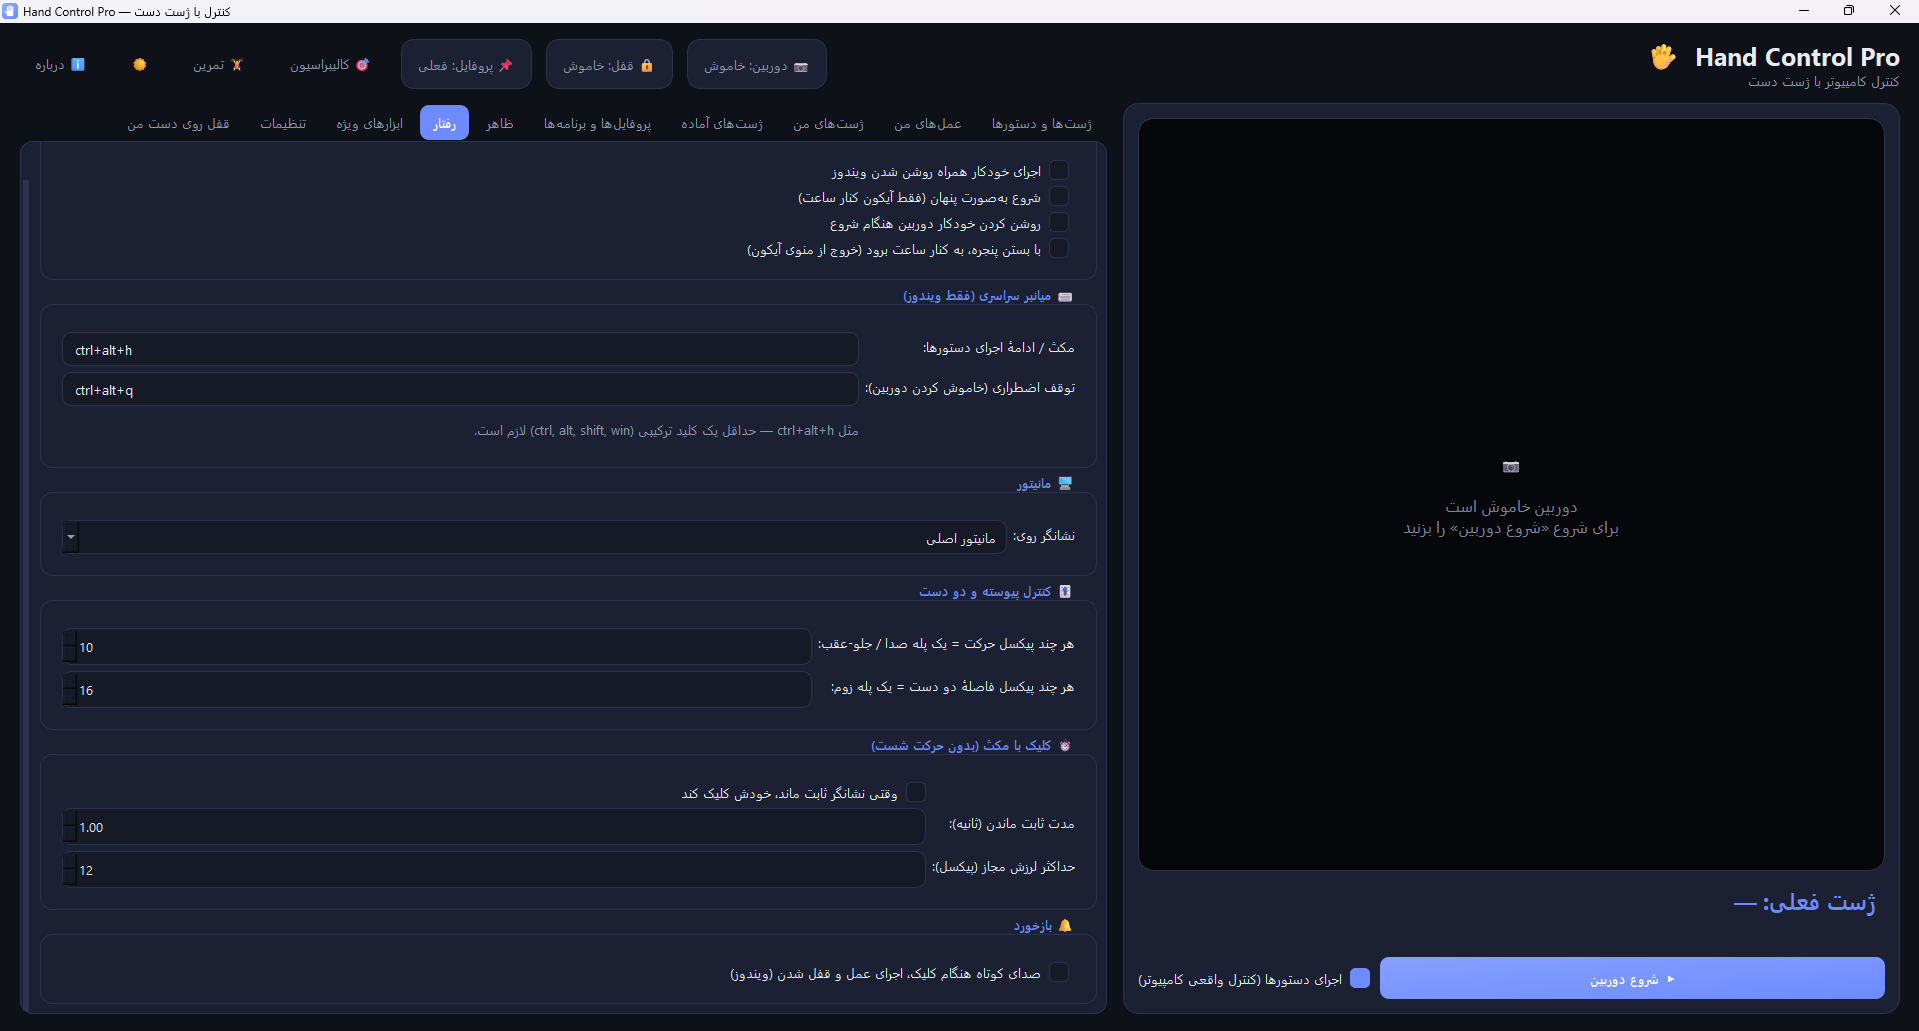 Hand Control Pro — کنترل با ژست دست
Hand Control Pro
کنترل کامپیوتر با ژست دست
دوربین: خاموش
قفل: خاموش
پروفایل: فعلی
کالیبراسیون
تمرین
درباره
ژست‌ها و دستورها
عمل‌های من
ژست‌های من
ژست‌های آماده
پروفایل‌ها و برنامه‌ها
ظاهر
رفتار
ابزارهای ویژه
تنظیمات
قفل روی دست من
دوربین خاموش است
برای شروع «شروع دوربین» را بزنید
ژست فعلی: —
شروع دوربین
اجرای دستورها (کنترل واقعی کامپیوتر)
اجرای خودکار همراه روشن شدن ویندوز
شروع به‌صورت پنهان (فقط آیکون کنار ساعت)
روشن کردن خودکار دوربین هنگام شروع
با بستن پنجره، به کنار ساعت برود (خروج از منوی آیکون)
میانبر سراسری (فقط ویندوز)
مکث / ادامهٔ اجرای دستورها:
ctrl+alt+h
توقف اضطراری (خاموش کردن دوربین):
ctrl+alt+q
مثل ctrl+alt+h — حداقل یک کلید ترکیبی (ctrl, alt, shift, win) لازم است.
مانیتور
نشانگر روی:
مانیتور اصلی
کنترل پیوسته و دو دست
هر چند پیکسل حرکت = یک پله صدا / جلو-عقب:
10
هر چند پیکسل فاصلهٔ دو دست = یک پله زوم:
16
کلیک با مکث (بدون حرکت شست)
وقتی نشانگر ثابت ماند، خودش کلیک کند
مدت ثابت ماندن (ثانیه):
1.00
حداکثر لرزش مجاز (پیکسل):
12
بازخورد
صدای کوتاه هنگام کلیک، اجرای عمل و قفل شدن (ویندوز)